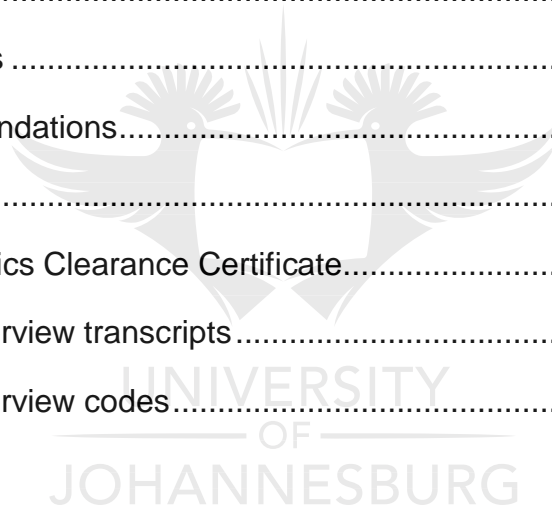 s ........................................................
ndations........................................................
........................................................
ics Clearance Certificate........................
rview transcripts....................................
rview codes............................................
UNIVERSITY
OF
JOHANNESBURG